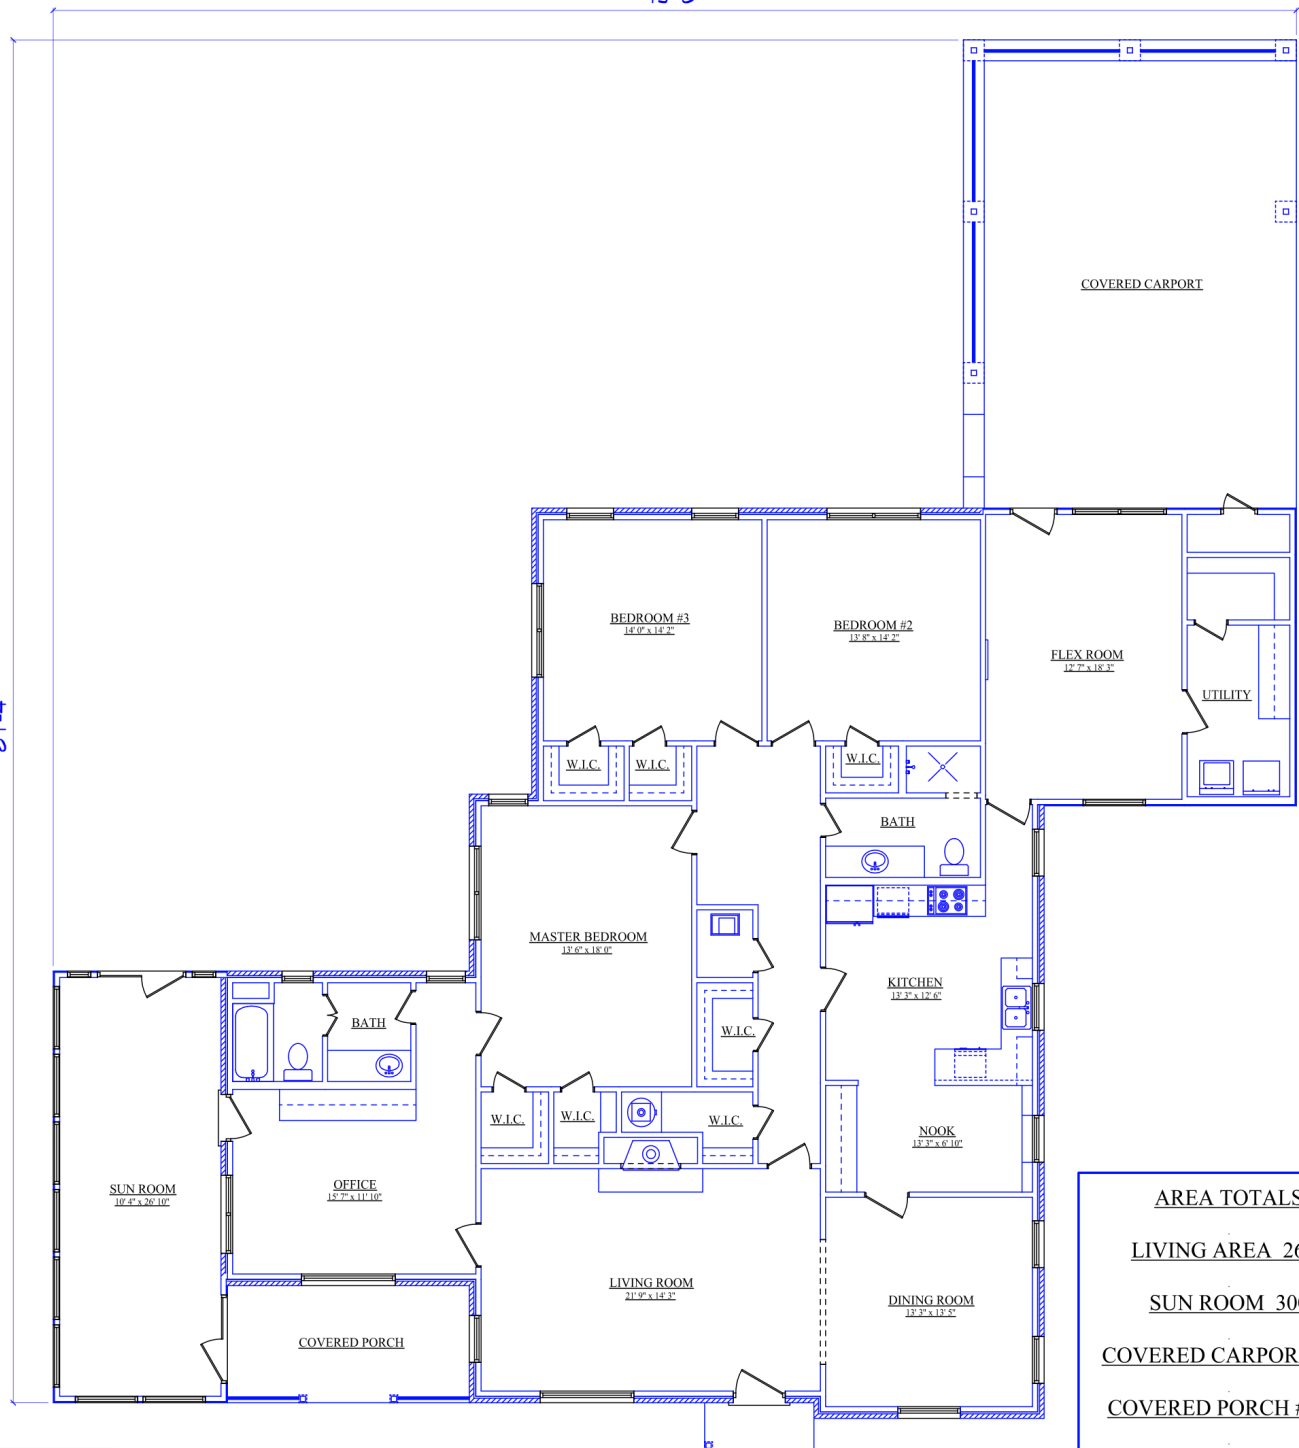 COVERED CARPORT
BEDROOM #3
14' 0" x 14' 2"
BEDROOM #2
13' 8" x 14' 2"
FLEX ROOM
12' 7" x 18' 3"
UTILITY
W.I.C.
W.I.C.
W.I.C.
BATH
MASTER BEDROOM
13' 6" x 18' 0"
KITCHEN
13' 3" x 12' 6"
BATH
W.I.C.
W.I.C.
W.I.C.
W.I.C.
NOOK
13' 3" x 6' 10"
SUN ROOM
10' 4" x 26' 10"
OFFICE
15' 7" x 11' 10"
LIVING ROOM
21' 9" x 14' 3"
DINING ROOM
13' 3" x 13' 5"
COVERED PORCH
AREA TOTALS
LIVING AREA
SUN ROOM
COVERED
COVERED PORCH